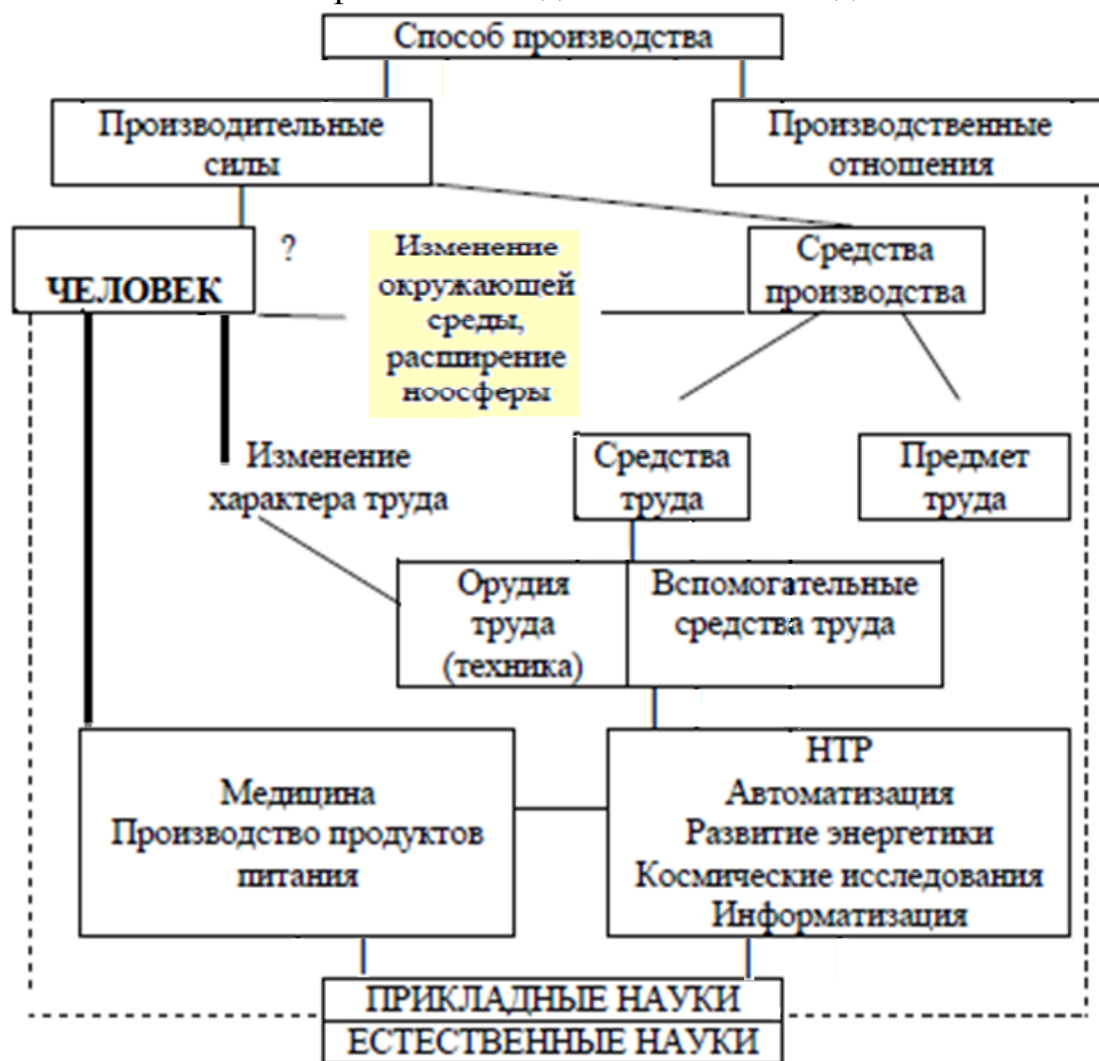 Способ производства
Производительные
силы
Производственные
отношения
ЧЕЛОВЕК
?
Изменение
окружающей
среды,
расширение
ноосферы
Средства
производства
Изменение
характера труда
Средства
труда
Предмет
труда
Орудия
труда
(техника)
Вспомогательные
средства труда
Медицина
Производство продуктов
питания
НТР
Автоматизация
Развитие энергетики
Космические исследования
Информатизация
ПРИКЛАДНЫЕ НАУКИ
ЕСТЕСТВЕННЫЕ НАУКИ